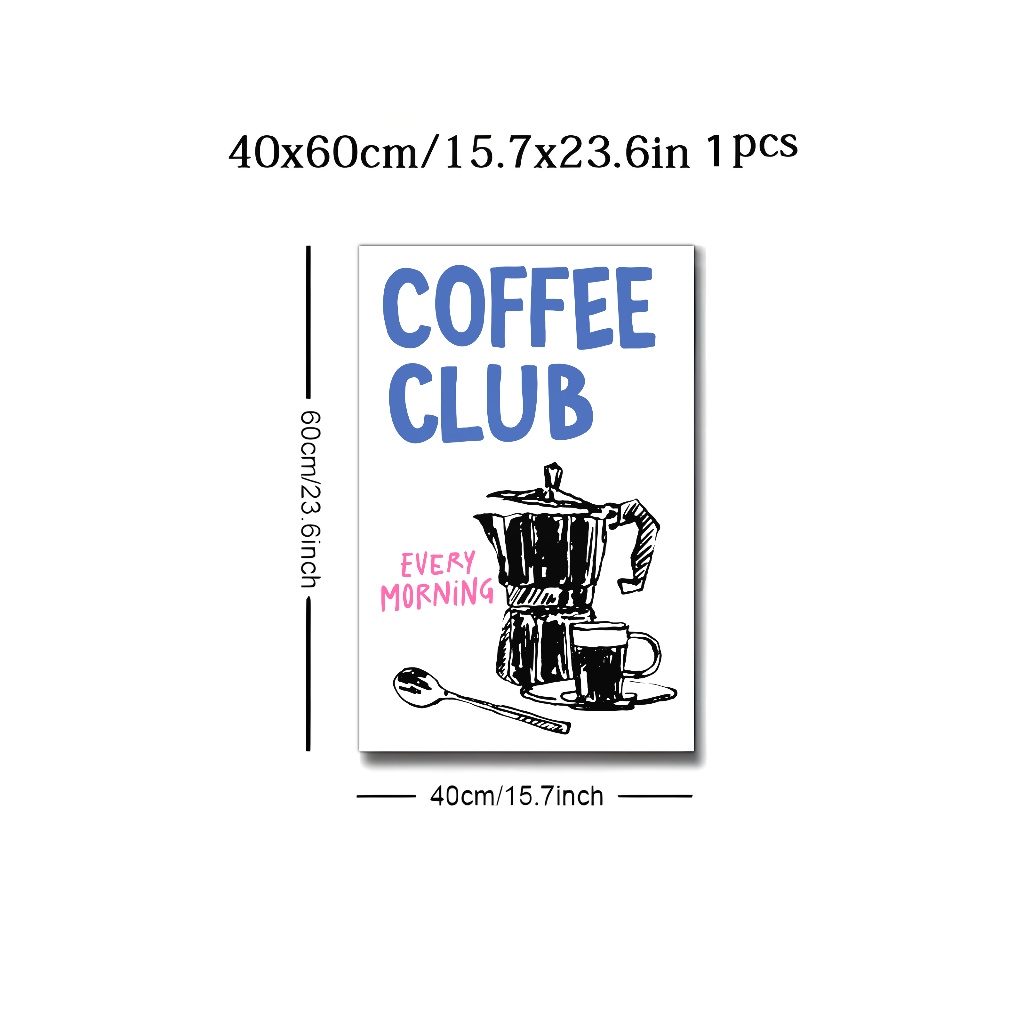 40x60cm/15.7x23.6in 1pcs
COFFEE
CLUB
60cm/23.6inch
EVERY
MORNiNG
40cm/15.7inch